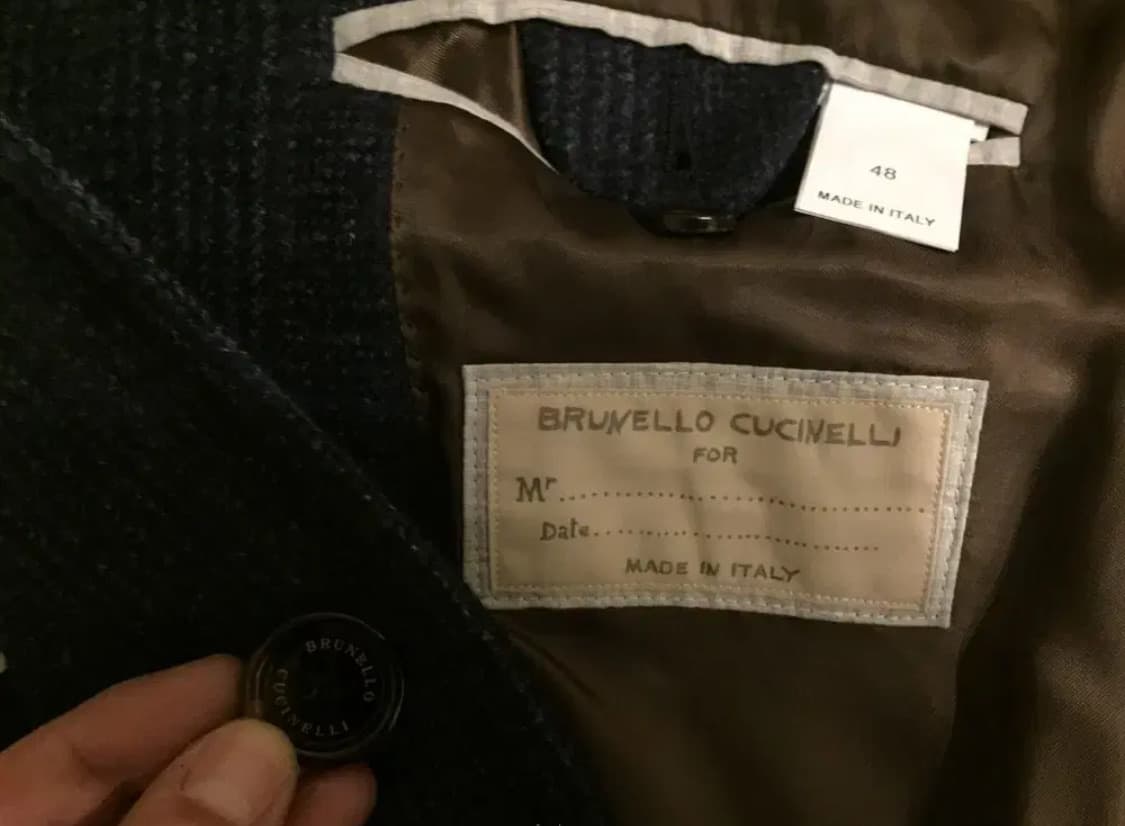 48
MADE IN ITALY
BRUNELLO CUCINELLI
FOR
Mr
Date
MADE IN ITALY
BRUNELLO
CUCINELLI